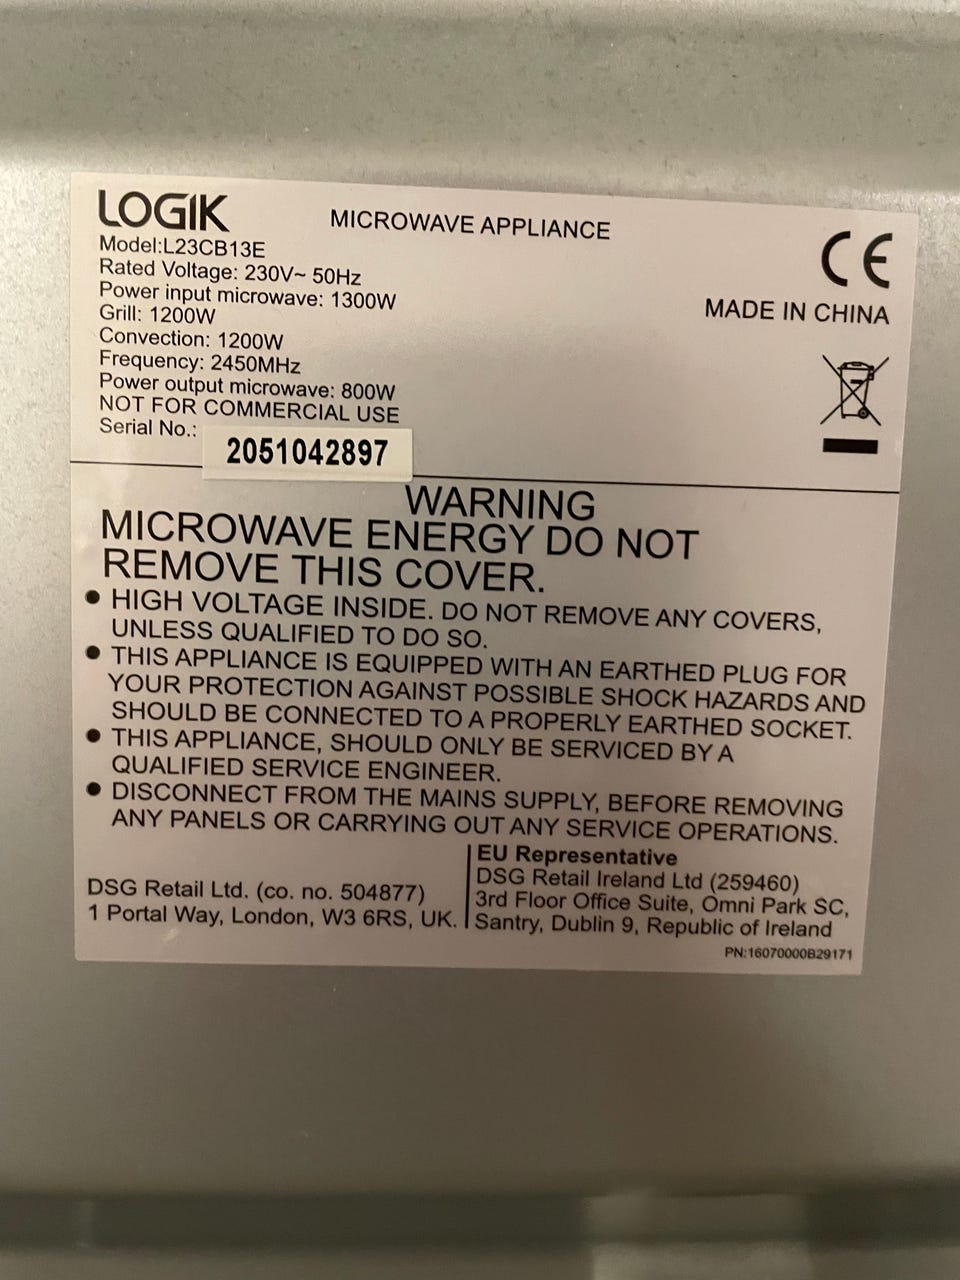 LOGIK
MICROWAVE APPLIANCE
CE
Model:L23CB13E
Rated Voltage: 230V~ 50Hz
Power input microwave: 1300W
MADE IN CHINA
Grill: 1200W
Convection: 1200W
Frequency: 2450MHz
Power output microwave: 800W
NOT FOR COMMERCIAL USE
Serial No.:
2051042897
WARNING
MICROWAVE ENERGY DO NOT
REMOVE THIS COVER.
● HIGH VOLTAGE INSIDE. DO NOT REMOVE ANY COVERS,
UNLESS QUALIFIED TO DO SO.
● THIS APPLIANCE IS EQUIPPED WITH AN EARTHED PLUG FOR
YOUR PROTECTION AGAINST POSSIBLE SHOCK HAZARDS AND
SHOULD BE CONNECTED TO A PROPERLY EARTHED SOCKET.
● THIS APPLIANCE, SHOULD ONLY BE SERVICED BY A
QUALIFIED SERVICE ENGINEER.
● DISCONNECT FROM THE MAINS SUPPLY, BEFORE REMOVING
ANY PANELS OR CARRYING OUT ANY SERVICE OPERATIONS.
DSG Retail Ltd. (co. no. 504877)
1 Portal Way, London, W3 6RS, UK.
EU Representative
DSG Retail Ireland Ltd (259460)
3rd Floor Office Suite, Omni Park SC,
Santry, Dublin 9, Republic of Ireland
PN:16070000B29171